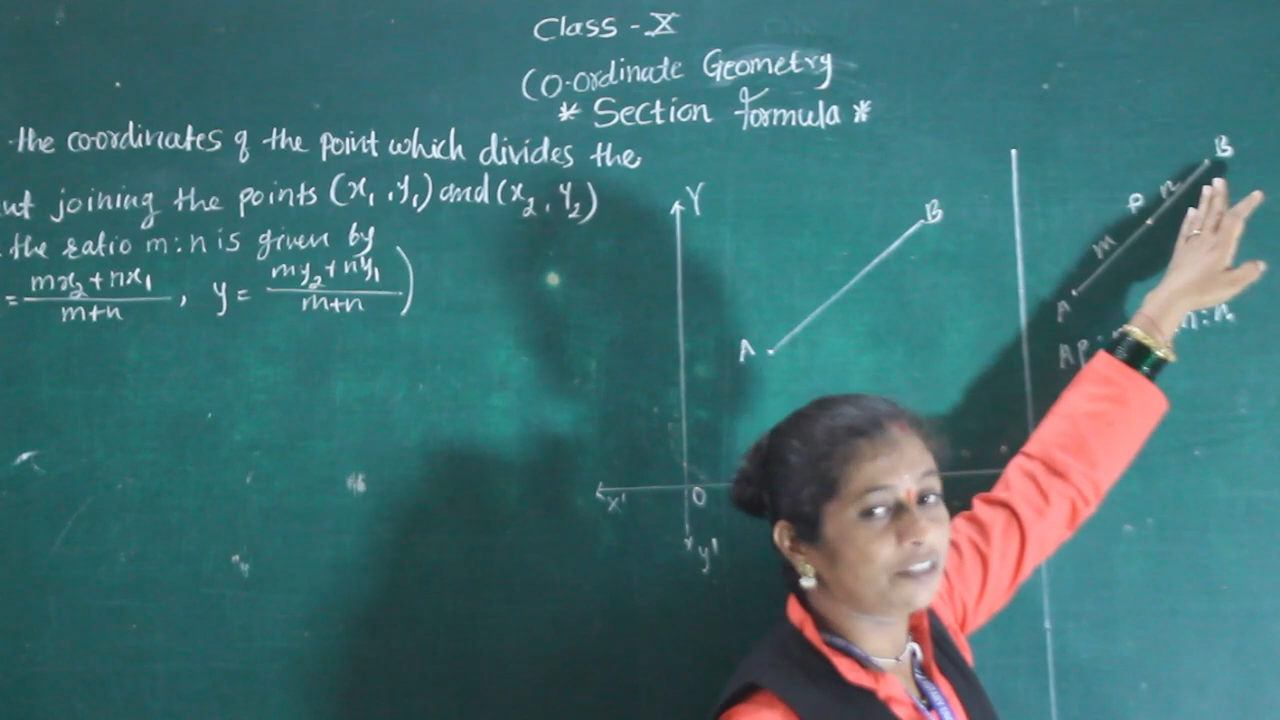 Class - X
Co-ordinate Geometry
* Section formula *
the coordinates of the point which divides the
joining the points (x₁, y₁) and (x₂, y₂)
the ratio m:n is given by
= mx₂ + nx₁ / m+n , y = my₂ + ny₁ / m+n )
Y
A B
X' O
y'
A m P n B
AP